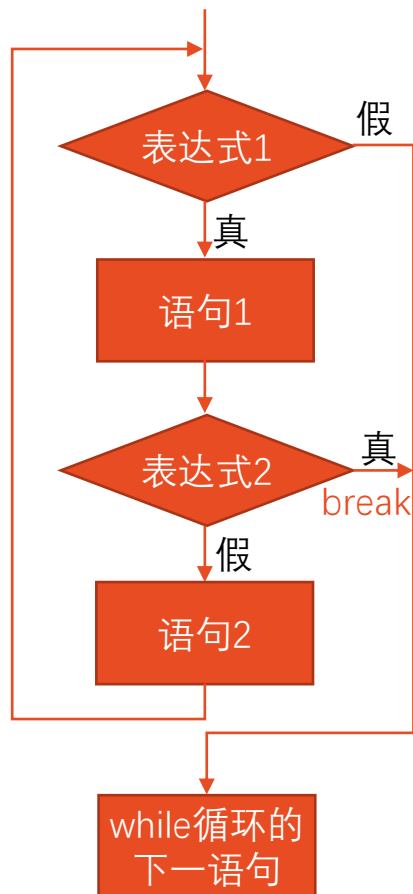 假
表达式1
真
语句1
真
表达式2
break
假
语句2
while循环的
下一语句